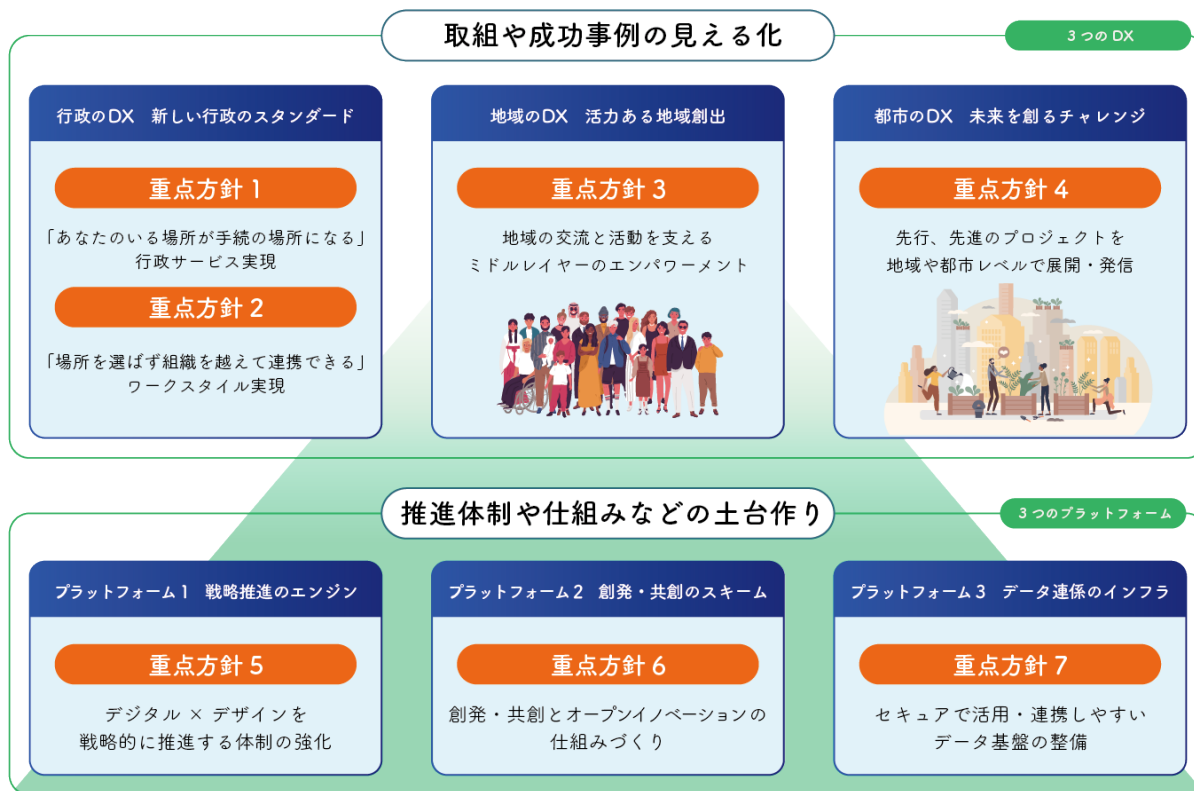 取組や成功事例の見える化
3つのDX
行政のDX　新しい行政のスタンダード
重点方針1
「あなたのいる場所が手続の場所になる」
行政サービス実現
重点方針2
「場所を選ばず組織を越えて連携できる」
ワークスタイル実現
地域のDX　活力ある地域創出
重点方針3
地域の交流と活動を支える
ミドルレイヤーのエンパワーメント
都市のDX　未来を創るチャレンジ
重点方針4
先行、先進のプロジェクトを
地域や都市レベルで展開・発信
推進体制や仕組みなどの土台作り
3つのプラットフォーム
プラットフォーム1　戦略推進のエンジン
重点方針5
デジタル × デザインを
戦略的に推進する体制の強化
プラットフォーム2　創発・共創のスキーム
重点方針6
創発・共創とオープンイノベーションの
仕組みづくり
プラットフォーム3　データ連係のインフラ
重点方針7
セキュアで活用・連携しやすい
データ基盤の整備